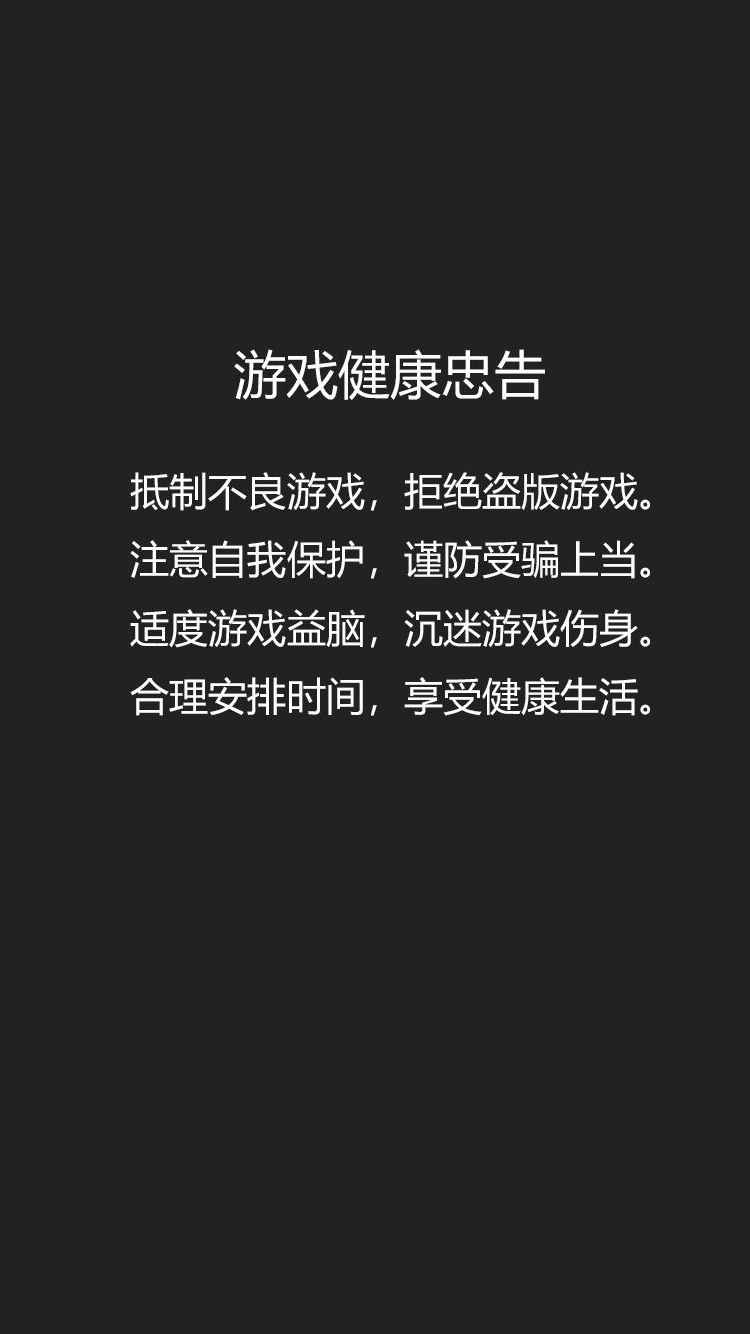 游戏健康忠告
抵制不良游戏，拒绝盗版游戏。
注意自我保护，谨防受骗上当。
适度游戏益脑，沉迷游戏伤身。
合理安排时间，享受健康生活。